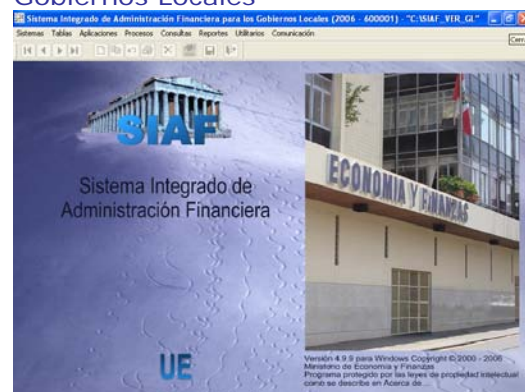 Gobiernos Locales
Sistema Integrado de Administración Financiera para los Gobiernos Locales (2006 - 600001) - "C:\SIAF_VER_GL"
Sistemas Tablas Aplicaciones Procesos Consultas Reportes Utilitarios Comunicación
Cerra
SIAF
Sistema Integrado de
Administración Financiera
ECONOMIA Y FINANZAS
UE
Versión 4.9.9 para Windows Copyright © 2000 - 2006
Ministerio de Economía y Finanzas
Programa protegido por las leyes de propiedad intelectual
como se describe en Acerca de...